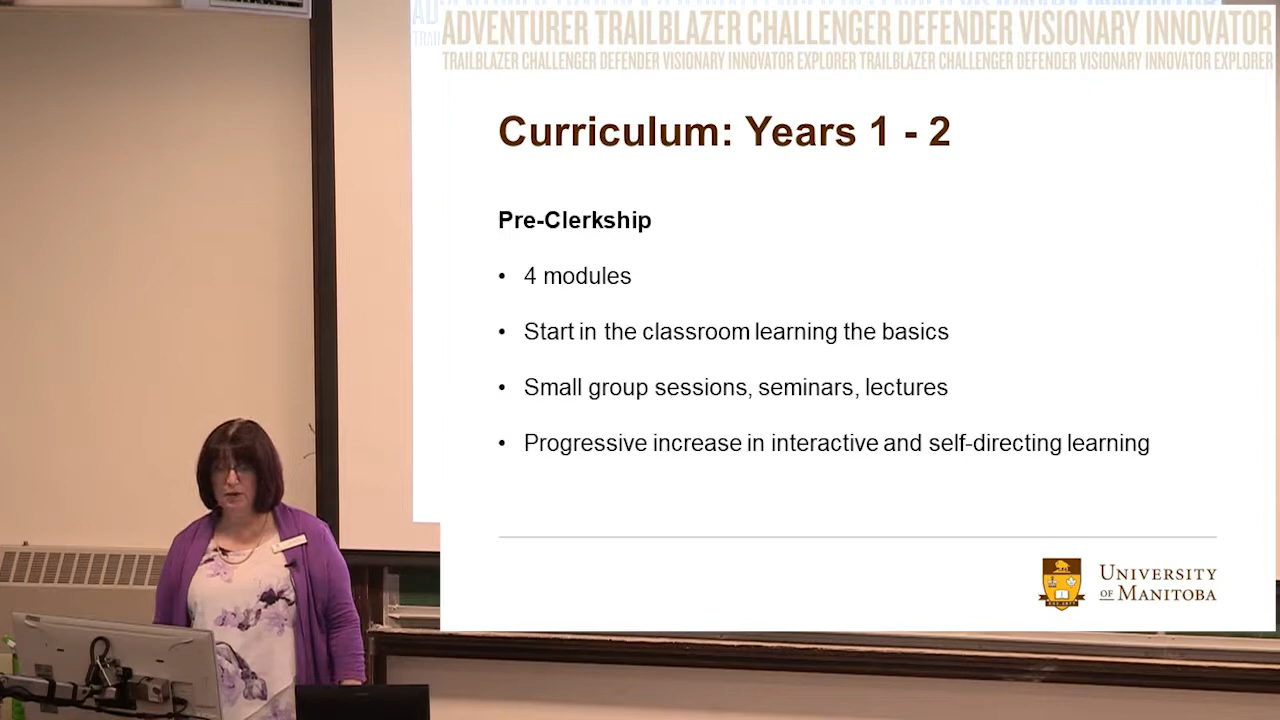 ADVENTURER TRAILBLAZER CHALLENGER DEFENDER VISIONARY INNOVATOR
TRAILBLAZER CHALLENGER DEFENDER VISIONARY INNOVATOR EXPLORER TRAILBLAZER CHALLENGER DEFENDER VISIONARY INNOVATOR EXPLORER
Curriculum: Years 1 - 2
Pre-Clerkship
• 4 modules
• Start in the classroom learning the basics
• Small group sessions, seminars, lectures
• Progressive increase in interactive and self-directing learning
UNIVERSITY
OF MANITOBA